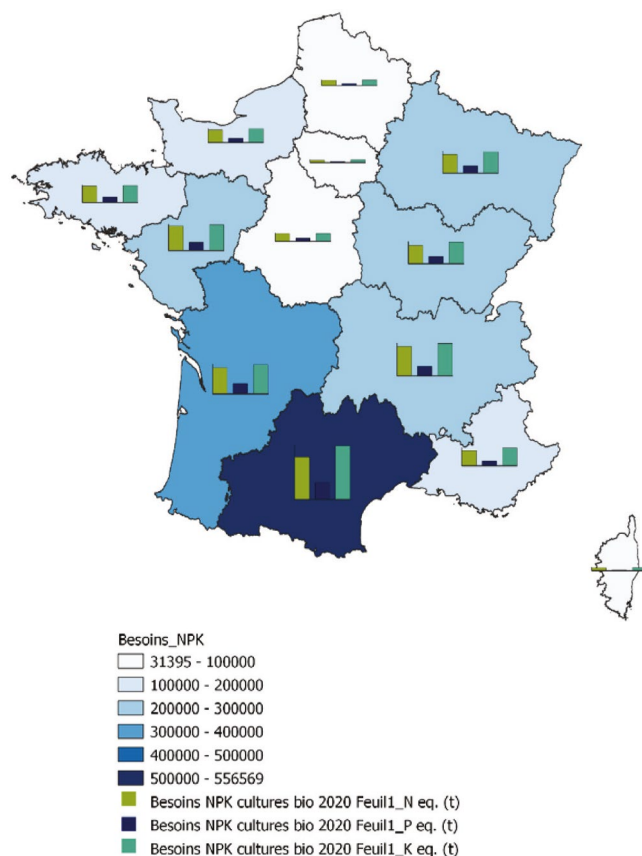 Besoins_NPK
31395 - 100000
100000 - 200000
200000 - 300000
300000 - 400000
400000 - 500000
500000 - 556569
Besoins NPK cultures bio 2020 Feuil1_N eq. (t)
Besoins NPK cultures bio 2020 Feuil1_P eq. (t)
Besoins NPK cultures bio 2020 Feuil1_K eq. (t)